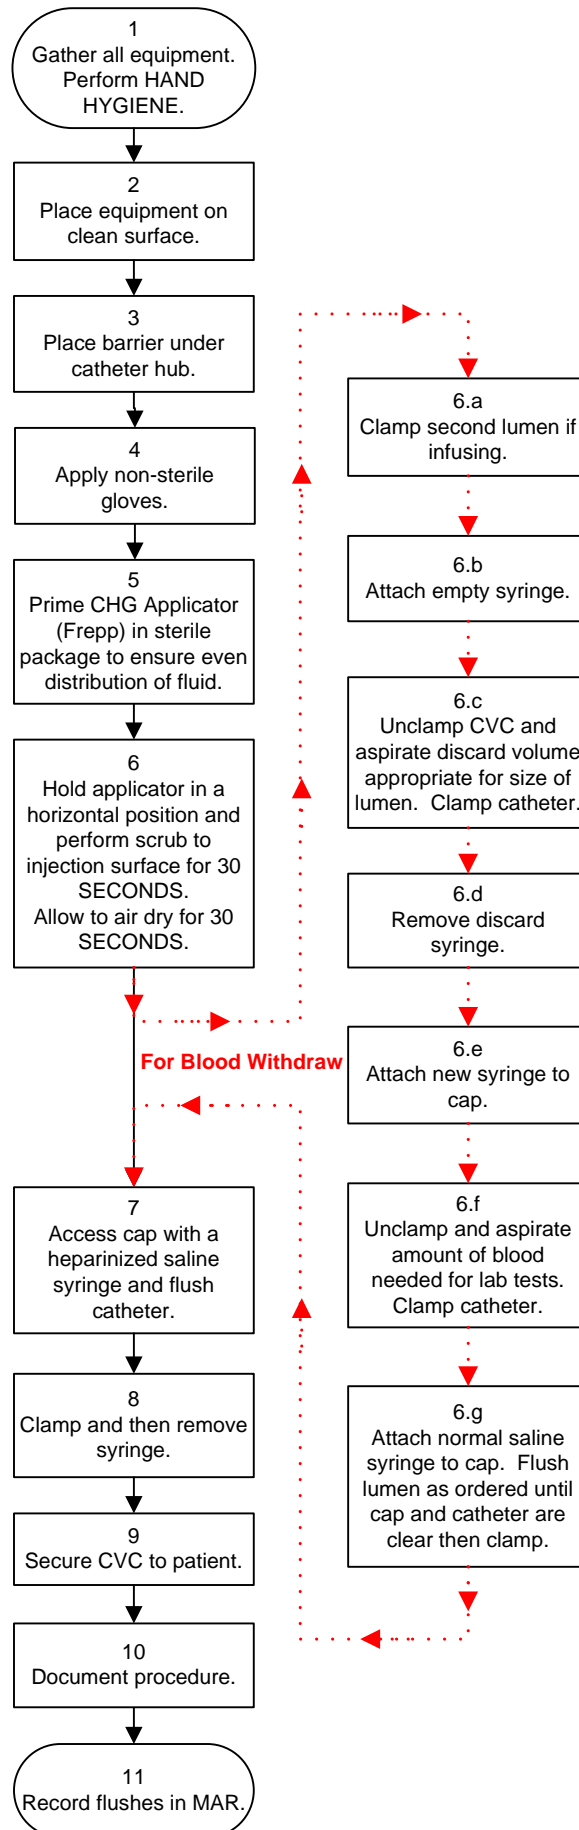 1
Gather all equipment.
Perform HAND
HYGIENE.
2
Place equipment on
clean surface.
3
Place barrier under
catheter hub.
4
Apply non-sterile
gloves.
5
Prime CHG Applicator
(Frepp) in sterile
package to ensure even
distribution of fluid.
6
Hold applicator in a
horizontal position and
perform scrub to
injection surface for 30
SECONDS.
Allow to air dry for 30
SECONDS.
For Blood Withdraw
6.a
Clamp second lumen if
infusing.
6.b
Attach empty syringe.
6.c
Unclamp CVC and
aspirate discard volume
appropriate for size of
lumen.  Clamp catheter.
6.d
Remove discard
syringe.
6.e
Attach new syringe to
cap.
6.f
Unclamp and aspirate
amount of blood
needed for lab tests.
Clamp catheter.
6.g
Attach normal saline
syringe to cap.  Flush
lumen as ordered until
cap and catheter are
clear then clamp.
7
Access cap with a
heparinized saline
syringe and flush
catheter.
8
Clamp and then remove
syringe.
9
Secure CVC to patient.
10
Document procedure.
11
Record flushes in MAR.